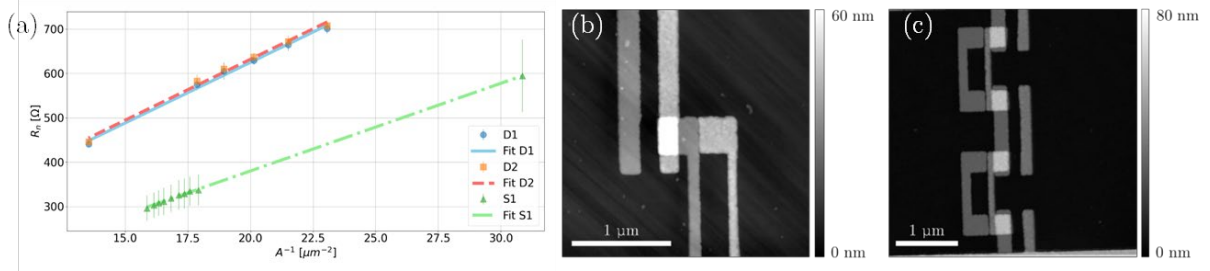 (a)
700
600
500
400
300
R_n [Ω]
15.0 17.5 20.0 22.5 25.0 27.5 30.0
A⁻¹ [μm⁻²]
D1
Fit D1
D2
Fit D2
S1
Fit S1
(b)
1 μm
60 nm
0 nm
(c)
1 μm
80 nm
0 nm